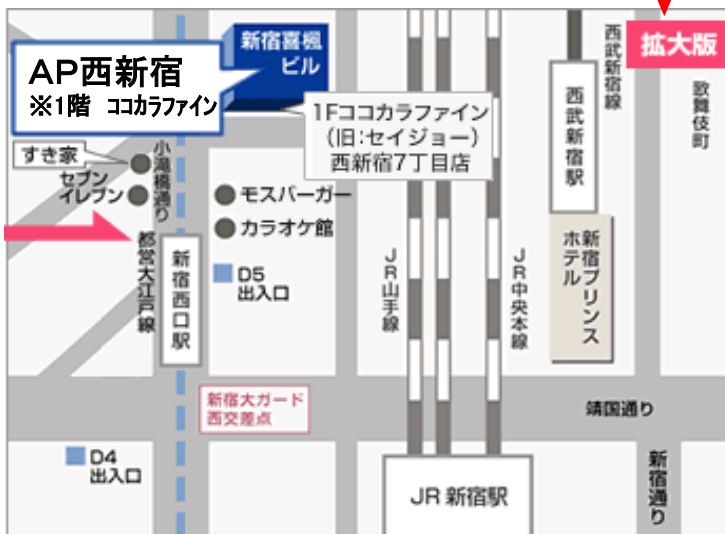 新宿喜楓
ビル
AP西新宿
※1階 ココカラファイン
拡大版
西武新宿線
歌舞伎町
西武新宿駅
1Fココカラファイン
(旧:セイジョー)
西新宿7丁目店
すき家
小滝橋通り
セブン
イレブン
モスバーガー
カラオケ館
都営大江戸線
新宿西口駅
D5
出入口
JR山手線
JR中央本線
新宿プリンス
ホテル
新宿大ガード
西交差点
靖国通り
D4
出入口
JR新宿駅
新宿通り